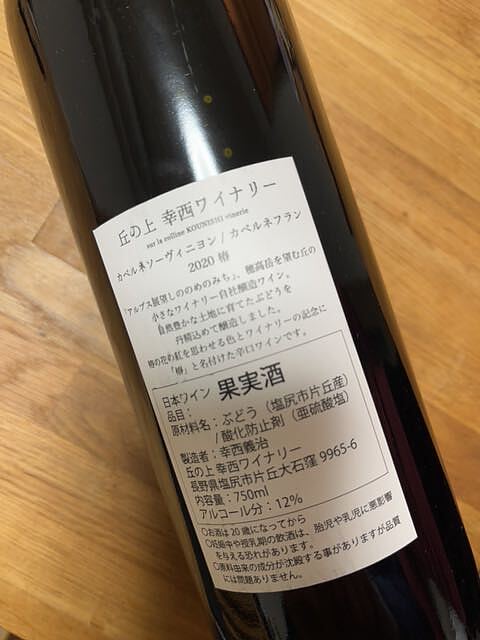 丘の上 幸西ワイナリー
sur la colline KOUNISHI vinerie
カベルネソーヴィニヨン / カベルネフラン
2020 椿
「アルプス展望しののめのみち」、穂高岳を望む丘の
小さなワイナリー自社醸造ワイン。
自然豊かな土地に育てたぶどうを
丹精込めて醸造しました。
椿の花の紅を思わせる色とワイナリーの記念に
「椿」と名付けた辛口ワインです。
日本ワイン 果実酒
品目：
原材料名：ぶどう（塩尻市片丘産）
/酸化防止剤（亜硫酸塩）
製造者：幸西義治
丘の上 幸西ワイナリー
長野県塩尻市片丘大石窪 9965-6
内容量：750ml
アルコール分：12%
○お酒は 20 歳になってから
○妊娠中や授乳期の飲酒は、胎児や乳児に悪影響
を与える恐れがあります。
○原料由来の成分が沈殿する事がありますが品質
には問題ありません。